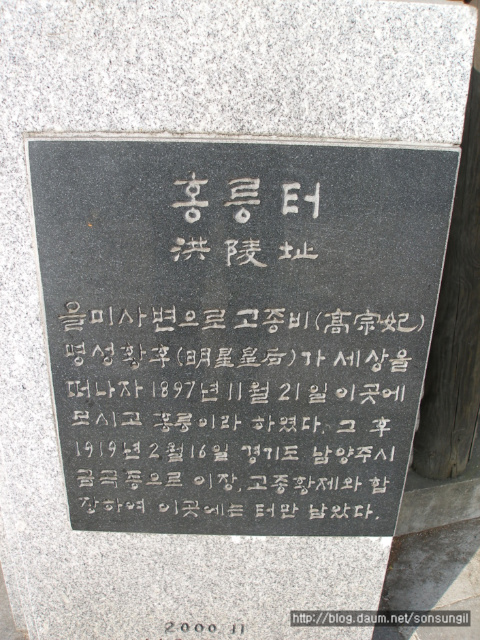 홍릉터
洪陵址
을미사변으로 고종비(高宗妃)
명성황후(明星皇后)가 세상을
떠나자 1897년 11월 21일 이곳에
모시고 홍릉이라 하였다. 그 후
1919년 2월 16일 경기도 남양주시
금곡동으로 이장, 고종황제와 합
장하여 이곳에는 터만 남았다.
2000. 11
http://blog.daum.net/sonsungil